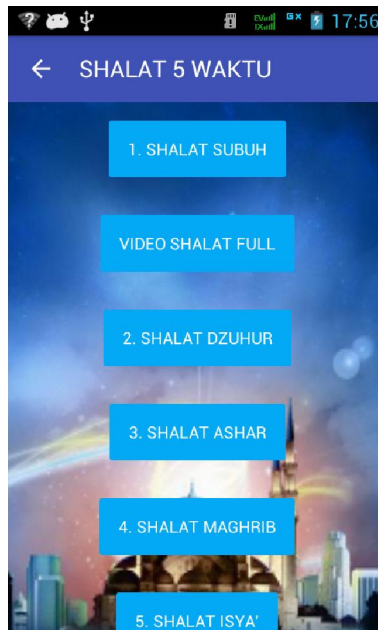 17:56
SHALAT 5 WAKTU
1. SHALAT SUBUH
VIDEO SHALAT FULL
2. SHALAT DZUHUR
3. SHALAT ASHAR
4. SHALAT MAGHRIB
5. SHALAT ISYA'